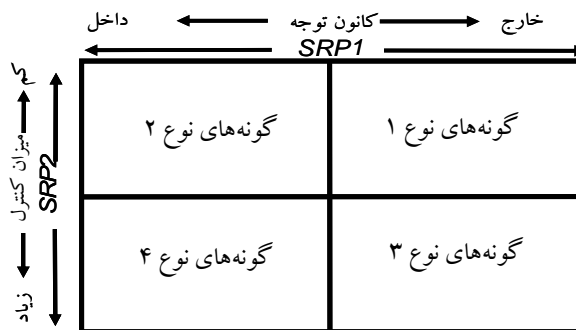 خارج کانون توجه داخل
SRP1
گونه‌های نوع ۱
گونه‌های نوع ۲
گونه‌های نوع ۳
گونه‌های نوع ۴
کم میزان کنترل زیاد
SRP2